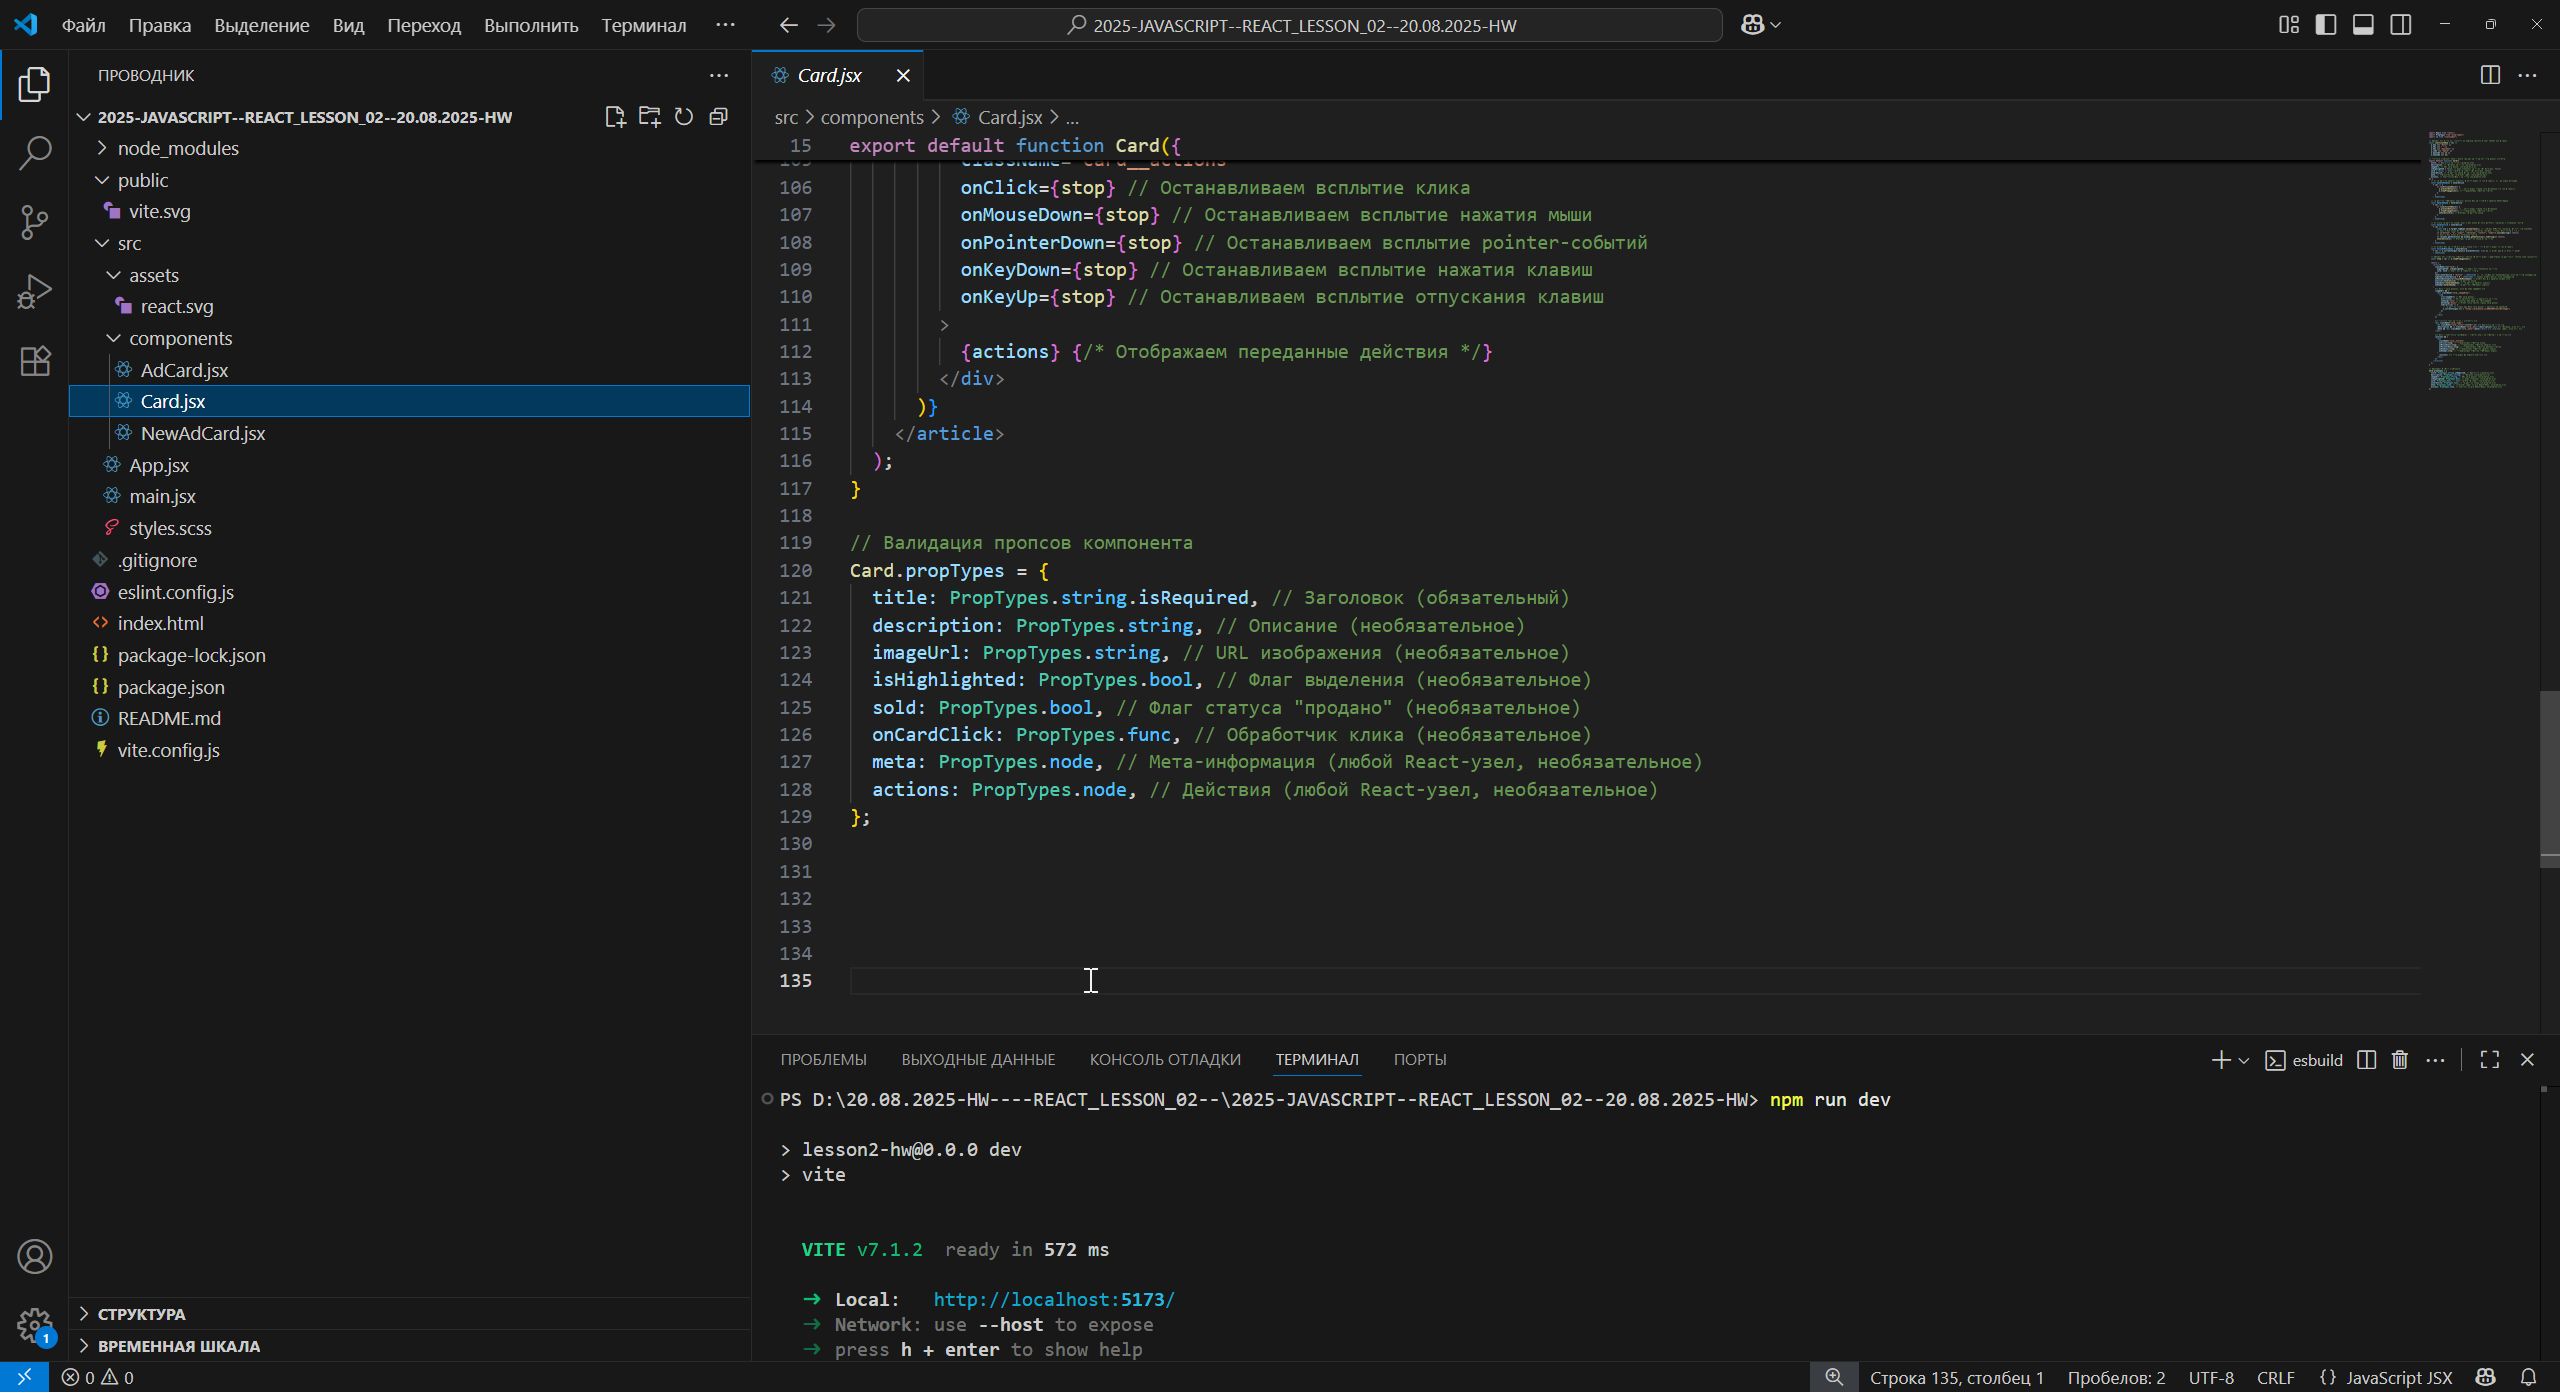 Файл Правка Выделение Вид Переход Выполнить Терминал ···
2025-JAVASCRIPT--REACT_LESSON_02--20.08.2025-HW
ПРОВОДНИК
2025-JAVASCRIPT--REACT_LESSON_02--20.08.2025-HW
node_modules
public
vite.svg
src
assets
react.svg
components
AdCard.jsx
Card.jsx
NewAdCard.jsx
App.jsx
main.jsx
styles.scss
.gitignore
eslint.config.js
index.html
package-lock.json
package.json
README.md
vite.config.js
СТРУКТУРА
ВРЕМЕННАЯ ШКАЛА
1
Card.jsx
src > components > Card.jsx > ...
15 export default function Card({
105 className="card__actions"
106 onClick={stop} // Останавливаем всплытие клика
107 onMouseDown={stop} // Останавливаем всплытие нажатия мыши
108 onPointerDown={stop} // Останавливаем всплытие pointer-событий
109 onKeyDown={stop} // Останавливаем всплытие нажатия клавиш
110 onKeyUp={stop} // Останавливаем всплытие отпускания клавиш
111 >
112 {actions} {/* Отображаем переданные действия */}
113 </div>
114 )}
115 </article>
116 );
117 }
118
119 // Валидация пропсов компонента
120 Card.propTypes = {
121 title: PropTypes.string.isRequired, // Заголовок (обязательный)
122 description: PropTypes.string, // Описание (необязательное)
123 imageUrl: PropTypes.string, // URL изображения (необязательное)
124 isHighlighted: PropTypes.bool, // Флаг выделения (необязательное)
125 sold: PropTypes.bool, // Флаг статуса "продано" (необязательное)
126 onCardClick: PropTypes.func, // Обработчик клика (необязательное)
127 meta: PropTypes.node, // Мета-информация (любой React-узел, необязательное)
128 actions: PropTypes.node, // Действия (любой React-узел, необязательное)
129 };
130
131
132
133
134
135
ПРОБЛЕМЫ ВЫХОДНЫЕ ДАННЫЕ КОНСОЛЬ ОТЛАДКИ ТЕРМИНАЛ ПОРТЫ
esbuild
PS D:\20.08.2025-HW----REACT_LESSON_02--\2025-JAVASCRIPT--REACT_LESSON_02--20.08.2025-HW> npm run dev
> lesson2-hw@0.0.0 dev
> vite
VITE v7.1.2 ready in 572 ms
➜ Local: http://localhost:5173/
➜ Network: use --host to expose
➜ press h + enter to show help
0 0
Строка 135, столбец 1 Пробелов: 2 UTF-8 CRLF {} JavaScript JSX